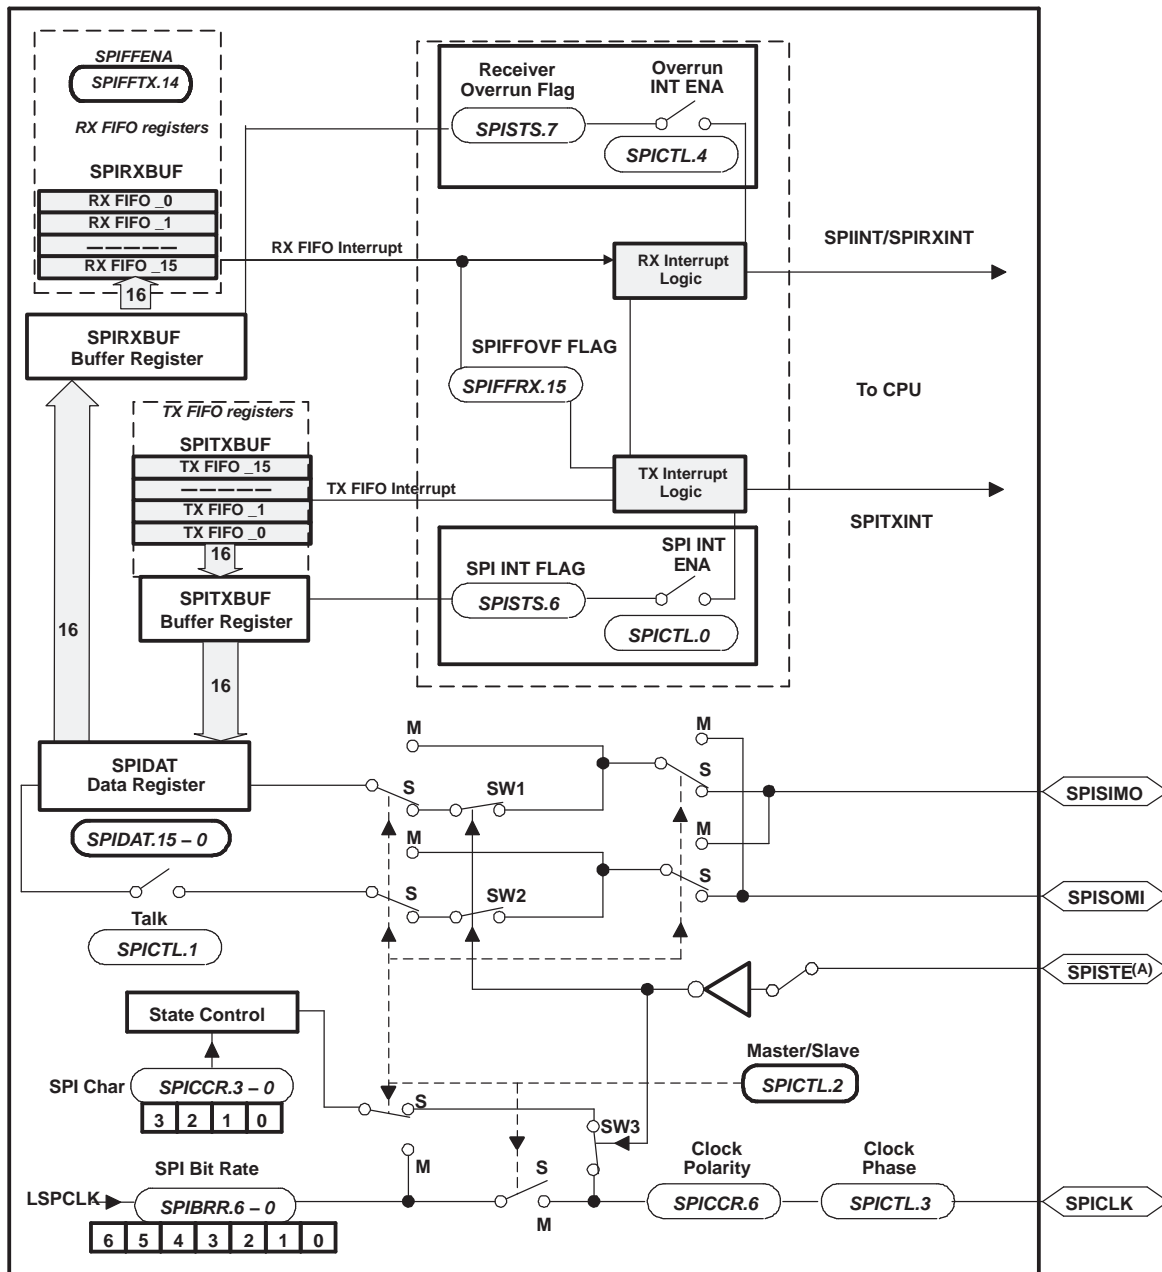 SPIFFENA
SPIFFTX.14
RX FIFO registers
SPIRXBUF
RX FIFO _0
RX FIFO _1
— — — — —
RX FIFO _15
16
SPIRXBUF
Buffer Register
Receiver
Overrun Flag
SPISTS.7
Overrun
INT ENA
SPICTL.4
RX FIFO Interrupt
RX Interrupt
Logic
SPIINT/SPIRXINT
SPIFFOVF FLAG
SPIFFRX.15
To CPU
TX FIFO registers
SPITXBUF
TX FIFO _15
— — — — —
TX FIFO _1
TX FIFO _0
16
TX FIFO Interrupt
TX Interrupt
Logic
SPITXINT
SPITXBUF
Buffer Register
SPI INT FLAG
SPISTS.6
SPI INT
ENA
SPICTL.0
16
16
SPIDAT
Data Register
SPIDAT.15 – 0
M
S
SW1
M
S
SPISIMO
M
S
SW2
M
S
SPISOMI
Talk
SPICTL.1
SPISTE(A)
State Control
SPI Char
SPICCR.3 – 0
3 2 1 0
Master/Slave
SPICTL.2
S
M
SW3
SPI Bit Rate
LSPCLK
SPIBRR.6 – 0
6 5 4 3 2 1 0
S
M
Clock
Polarity
SPICCR.6
Clock
Phase
SPICTL.3
SPICLK